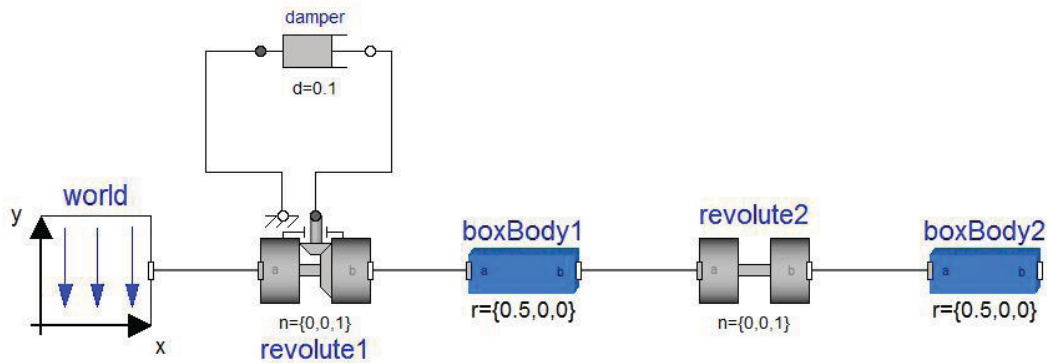 damper
d=0.1
world
y
x
a
b
n={0,0,1}
revolute1
boxBody1
a
b
r={0.5,0,0}
revolute2
a
b
n={0,0,1}
boxBody2
a
b
r={0.5,0,0}